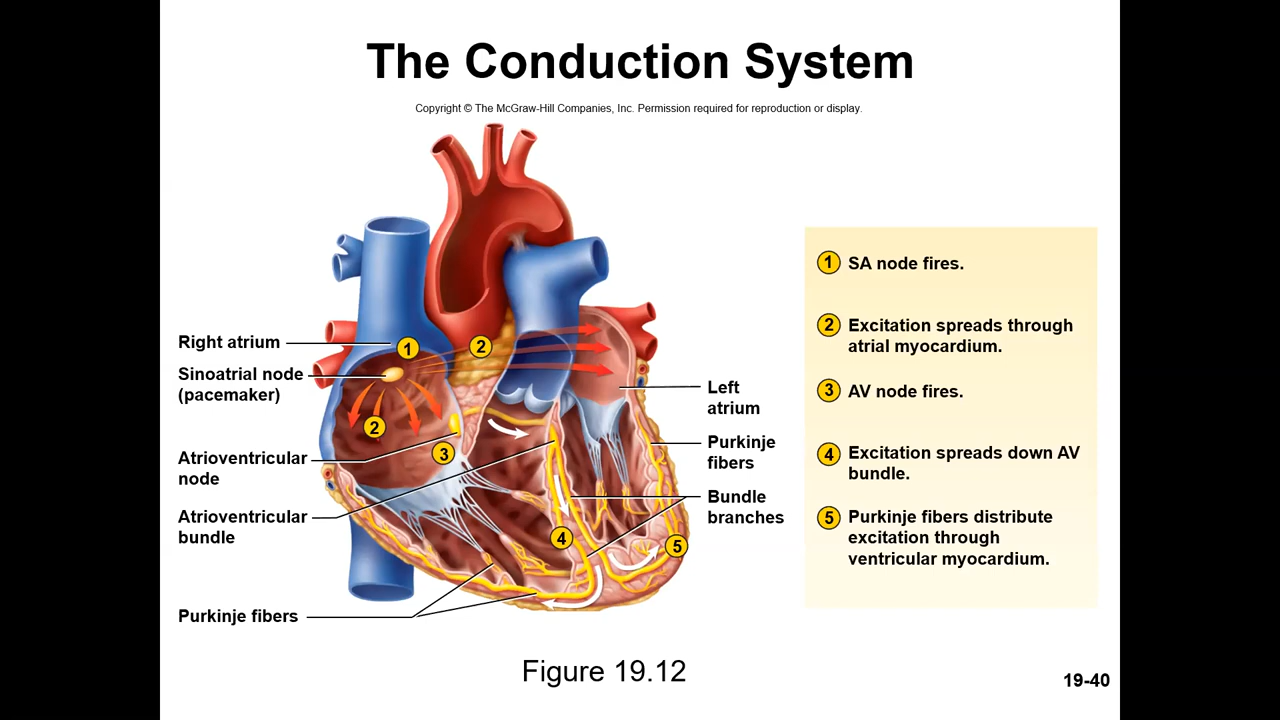 The Conduction System
Copyright © The McGraw-Hill Companies, Inc. Permission required for reproduction or display.
Right atrium
Sinoatrial node
(pacemaker)
Atrioventricular
node
Atrioventricular
bundle
Purkinje fibers
1
2
2
3
4
5
Left
atrium
Purkinje
fibers
Bundle
branches
1 SA node fires.
2 Excitation spreads through
atrial myocardium.
3 AV node fires.
4 Excitation spreads down AV
bundle.
5 Purkinje fibers distribute
excitation through
ventricular myocardium.
Figure 19.12
19-40